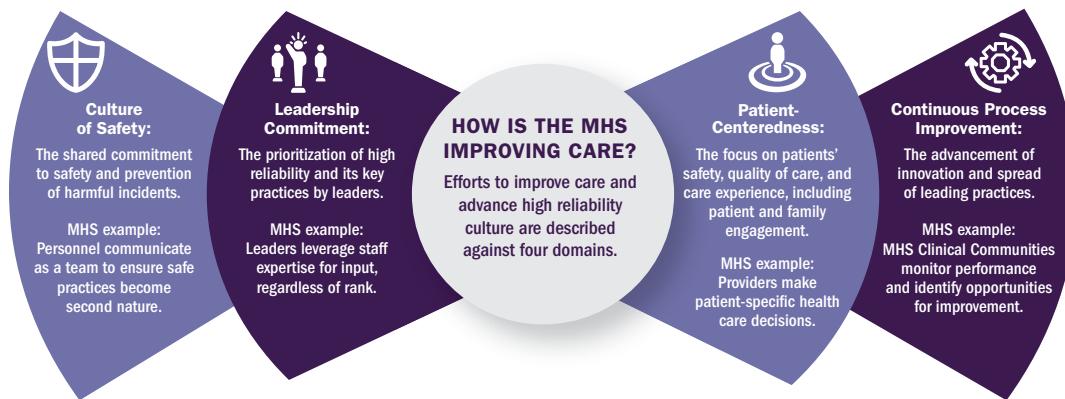 Culture
of Safety:
The shared commitment
to safety and prevention
of harmful incidents.
MHS example:
Personnel communicate
as a team to ensure safe
practices become
second nature.
Leadership
Commitment:
The prioritization of high
reliability and its key
practices by leaders.
MHS example:
Leaders leverage staff
expertise for input,
regardless of rank.
HOW IS THE MHS
IMPROVING CARE?
Efforts to improve care and
advance high reliability
culture are described
against four domains.
Patient-
Centeredness:
The focus on patients’
safety, quality of care, and
care experience, including
patient and family
engagement.
MHS example:
Providers make
patient-specific health
care decisions.
Continuous Process
Improvement:
The advancement of
innovation and spread
of leading practices.
MHS example:
MHS Clinical Communities
monitor performance
and identify opportunities
for improvement.